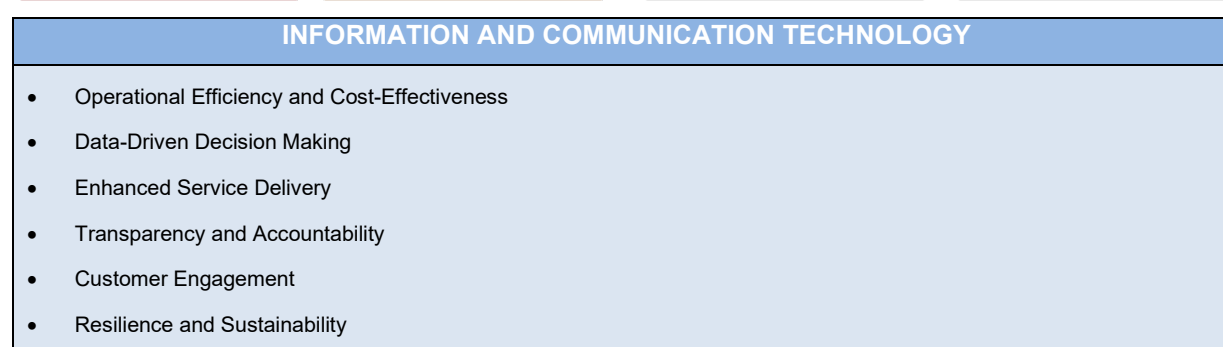 INFORMATION AND COMMUNICATION TECHNOLOGY
• Operational Efficiency and Cost-Effectiveness
• Data-Driven Decision Making
• Enhanced Service Delivery
• Transparency and Accountability
• Customer Engagement
• Resilience and Sustainability